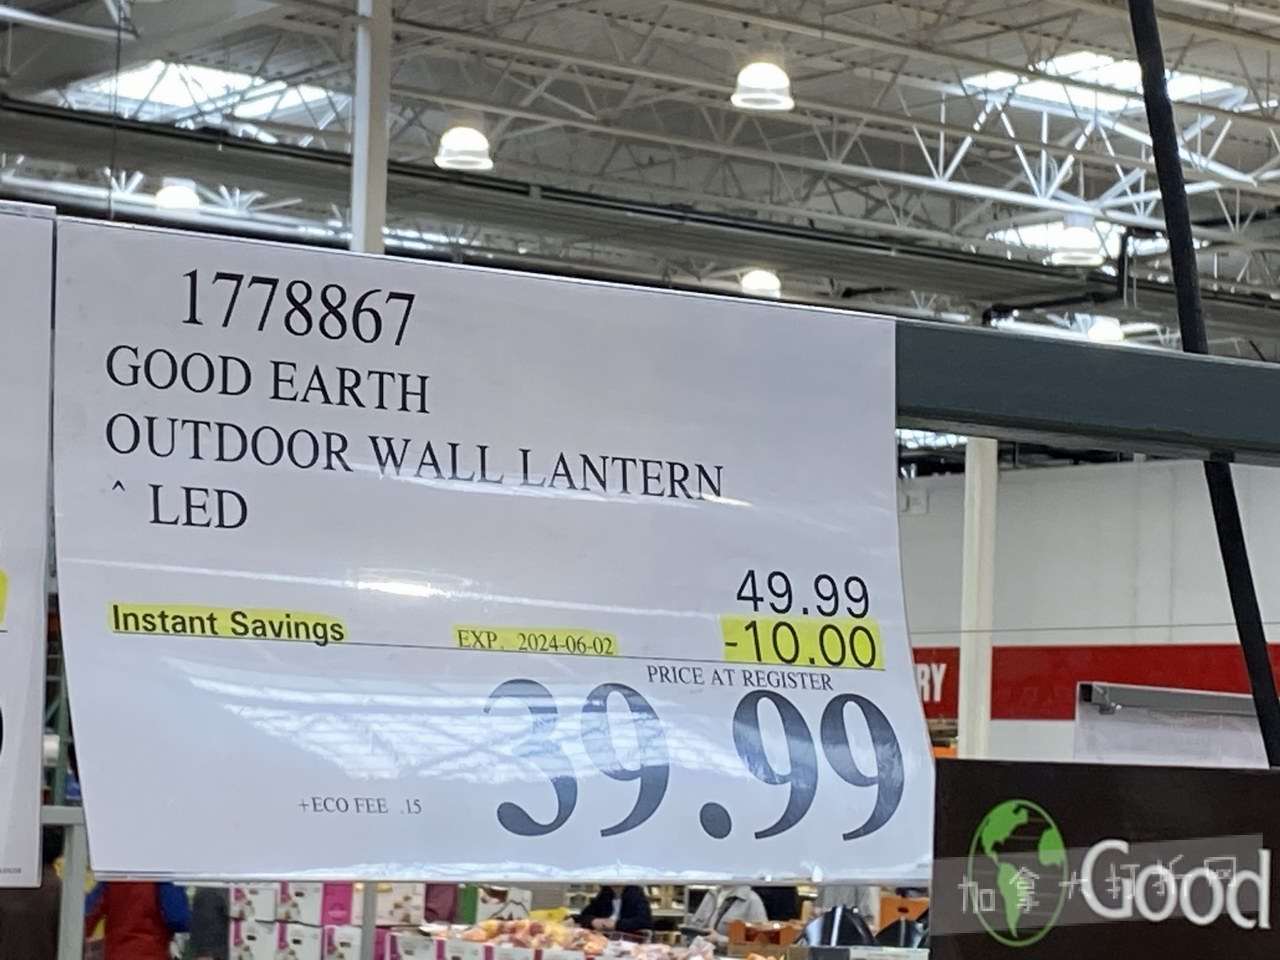 1778867
GOOD EARTH
OUTDOOR WALL LANTERN
^ LED
49.99
Instant Savings EXP. 2024-06-02 -10.00
PRICE AT REGISTER
39.99
+ECO FEE .15
RY
Good
加拿大打折网